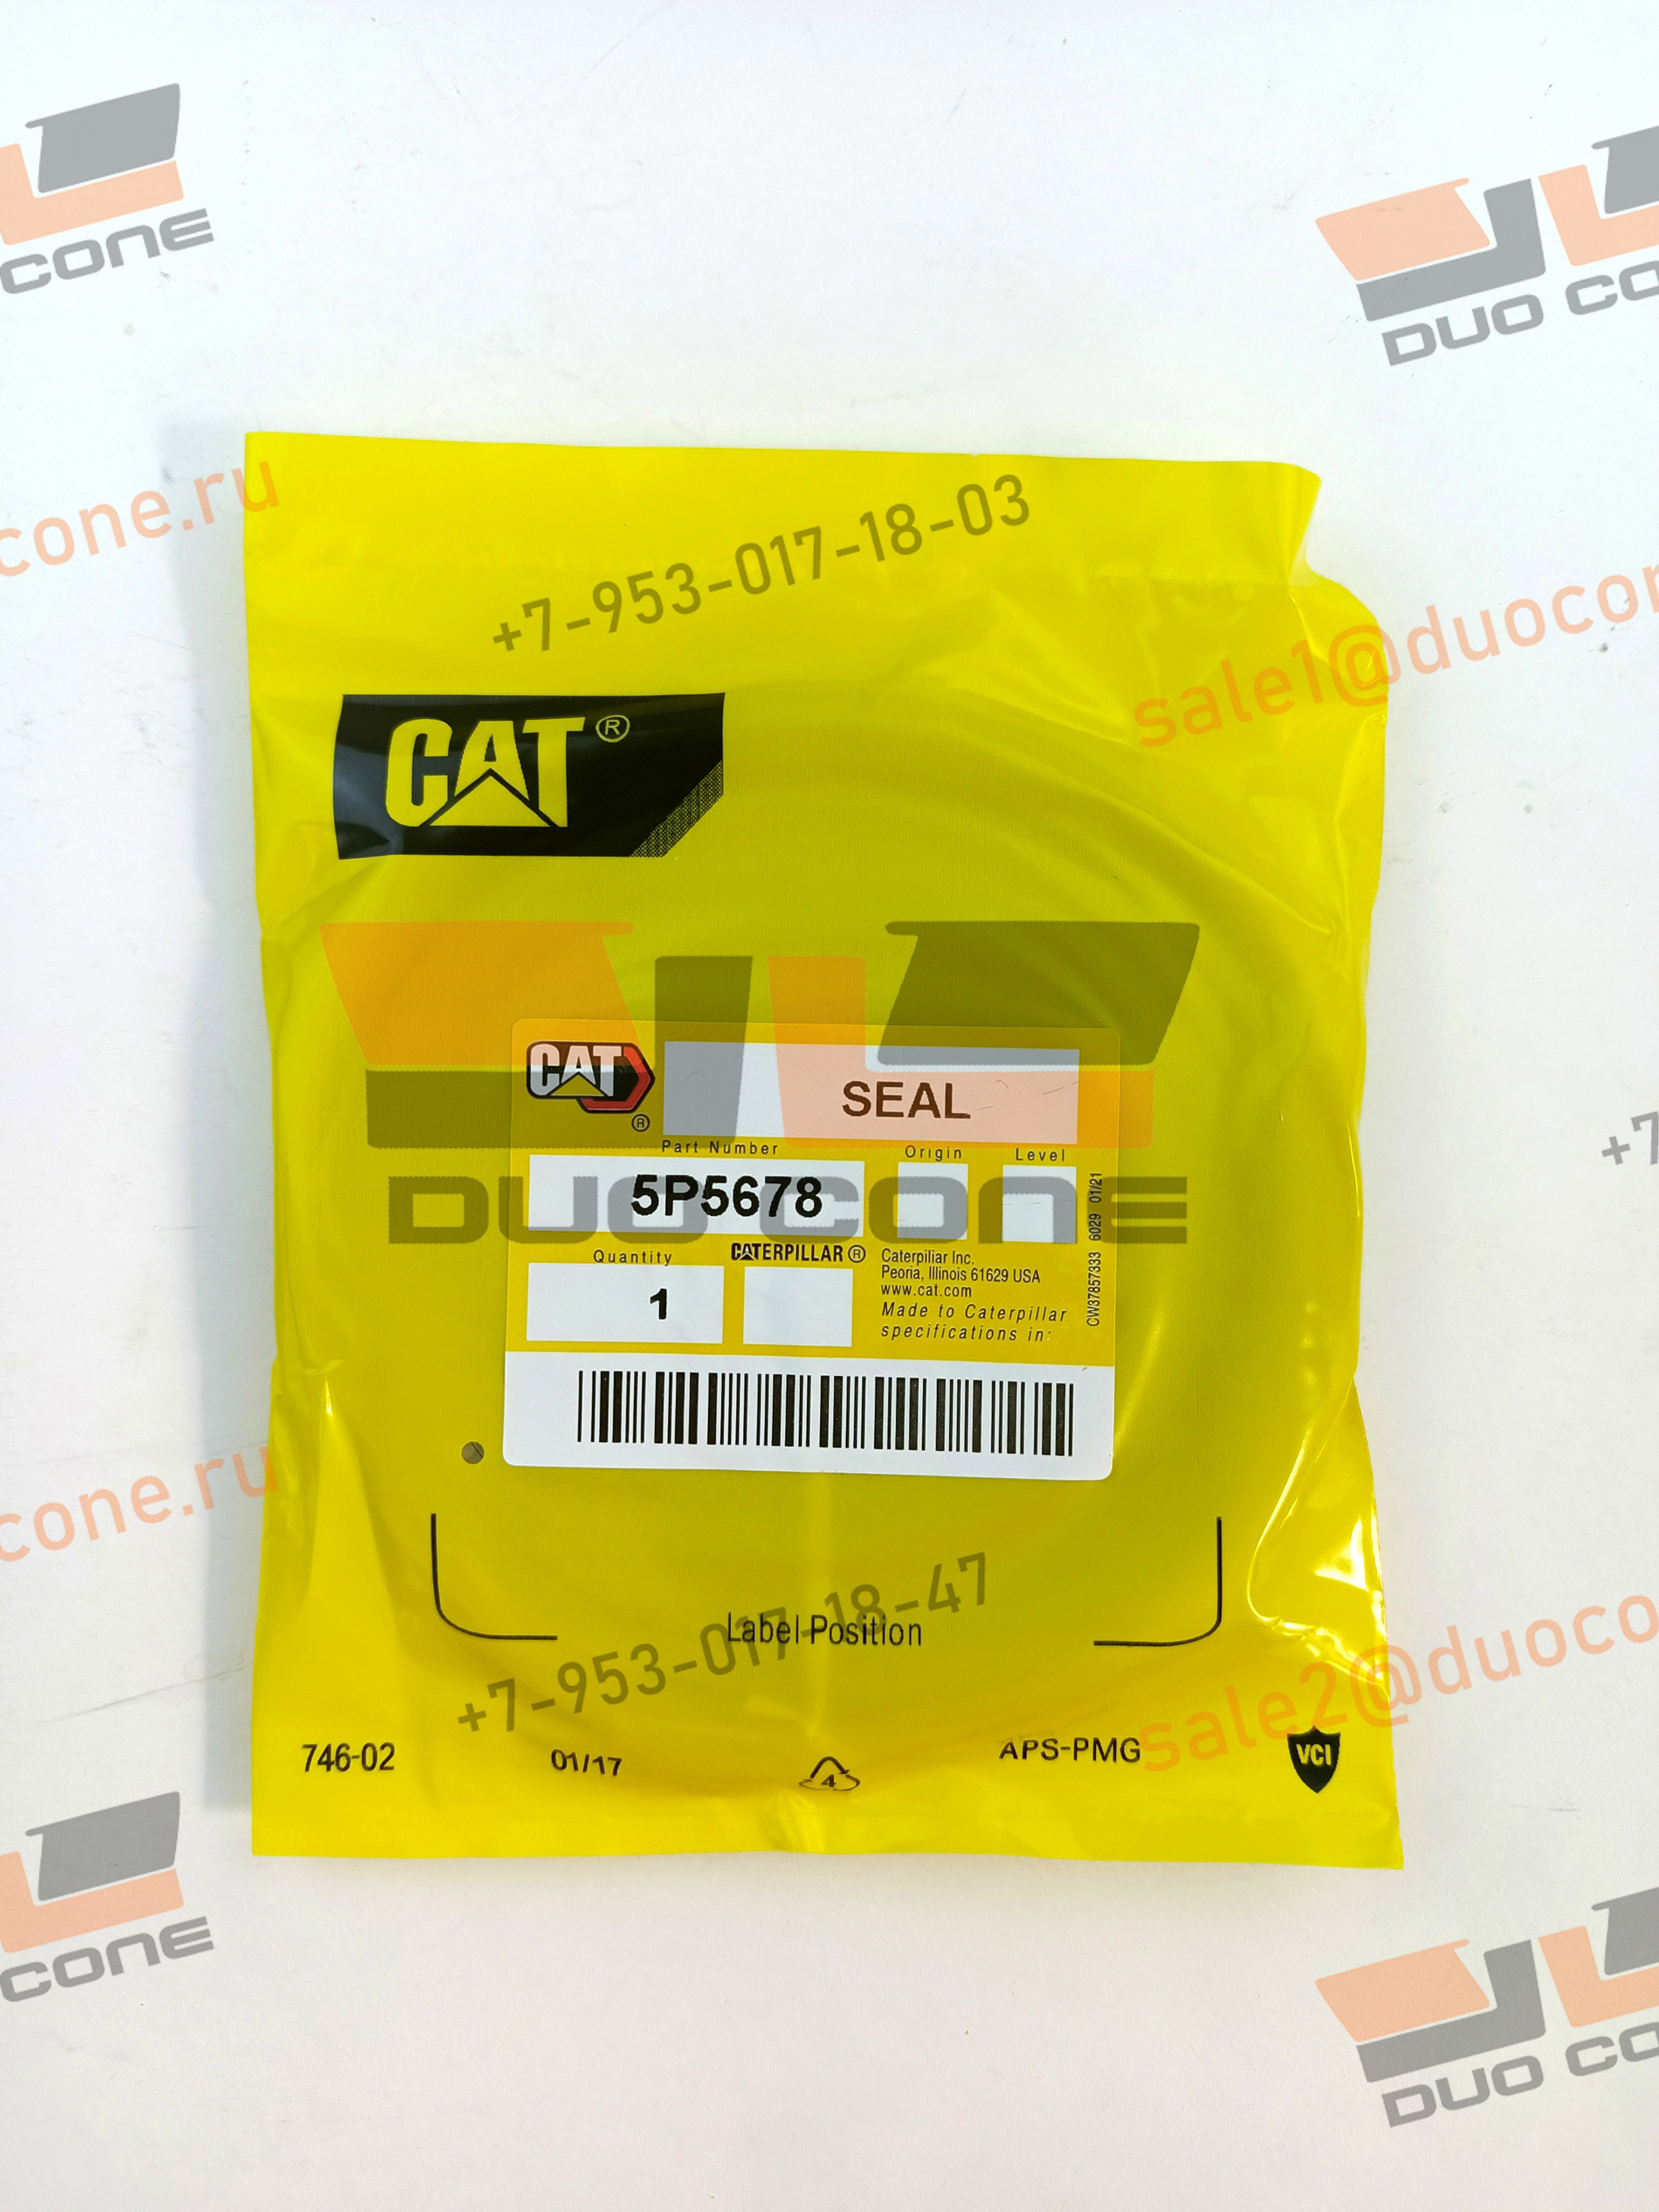 CONE
DUO CO
cone.ru
+7-953-017-18-03
sale1@duocon
CAT®
CAT®
SEAL
Part Number
Origin
Level
5P5678
DUO CONE
Quantity
CATERPILLAR®
1
Caterpillar Inc.
Peoria, Illinois 61629 USA
www.cat.com
Made to Caterpillar
specifications in:
CW37857333 6029 01/21
+7
cone.ru
Label Position
+7-953-017-18-47
sale2@duoco
746-02
01/17
4
APS-PMG
VCI
CONE
DUO CO